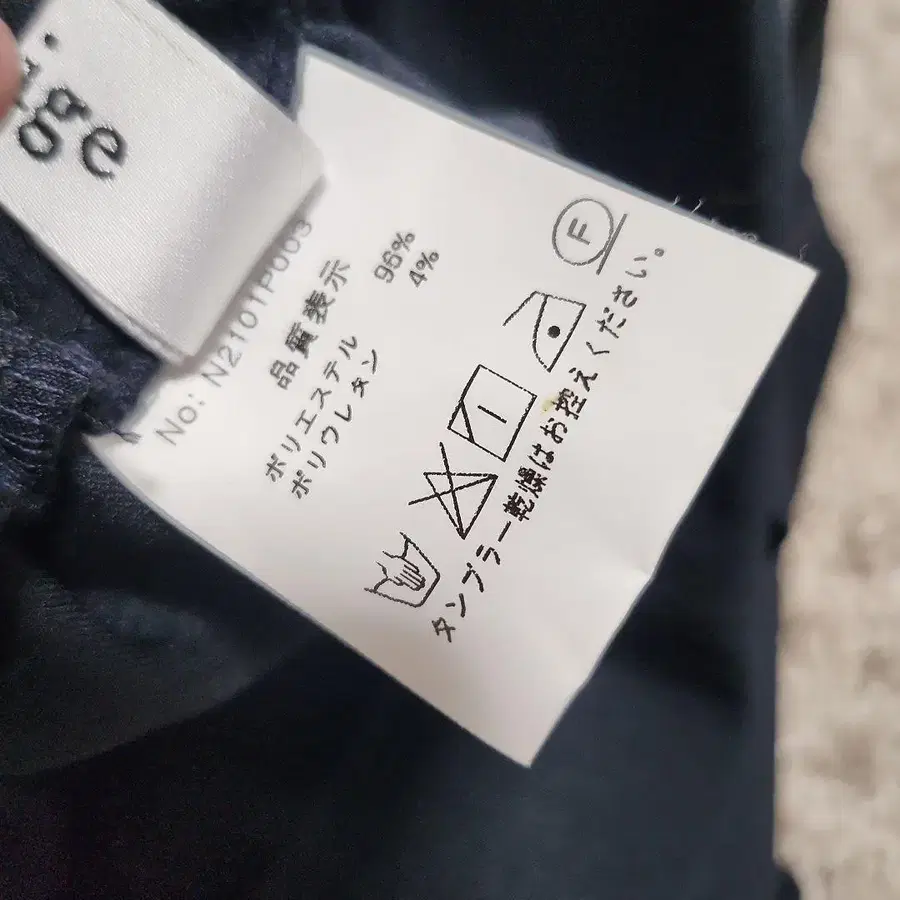 ige
No: N2101P003
品質表示
ポリエステル 96%
ポリウレタン 4%
F
タンブラー乾燥はお控えください。